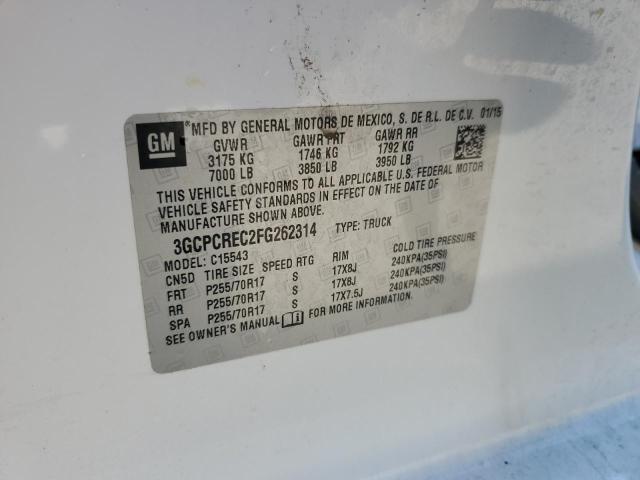 GM
*MFD BY GENERAL MOTORS DE MEXICO, S. DE R.L. DE C.V. 01/15
GVWR GAWR FRT GAWR RR
3175 KG 1746 KG 1792 KG
7000 LB 3850 LB 3950 LB
THIS VEHICLE CONFORMS TO ALL APPLICABLE U.S. FEDERAL MOTOR
VEHICLE SAFETY STANDARDS IN EFFECT ON THE DATE OF
MANUFACTURE SHOWN ABOVE.
3GCPCREC2FG262314 TYPE: TRUCK
MODEL: C15543
CN5D TIRE SIZE SPEED RTG RIM COLD TIRE PRESSURE
FRT P255/70R17 S 17X8J 240KPA(35PSI)
RR P255/70R17 S 17X8J 240KPA(35PSI)
SPA P255/70R17 S 17X7.5J 240KPA(35PSI)
SEE OWNER'S MANUAL FOR MORE INFORMATION.